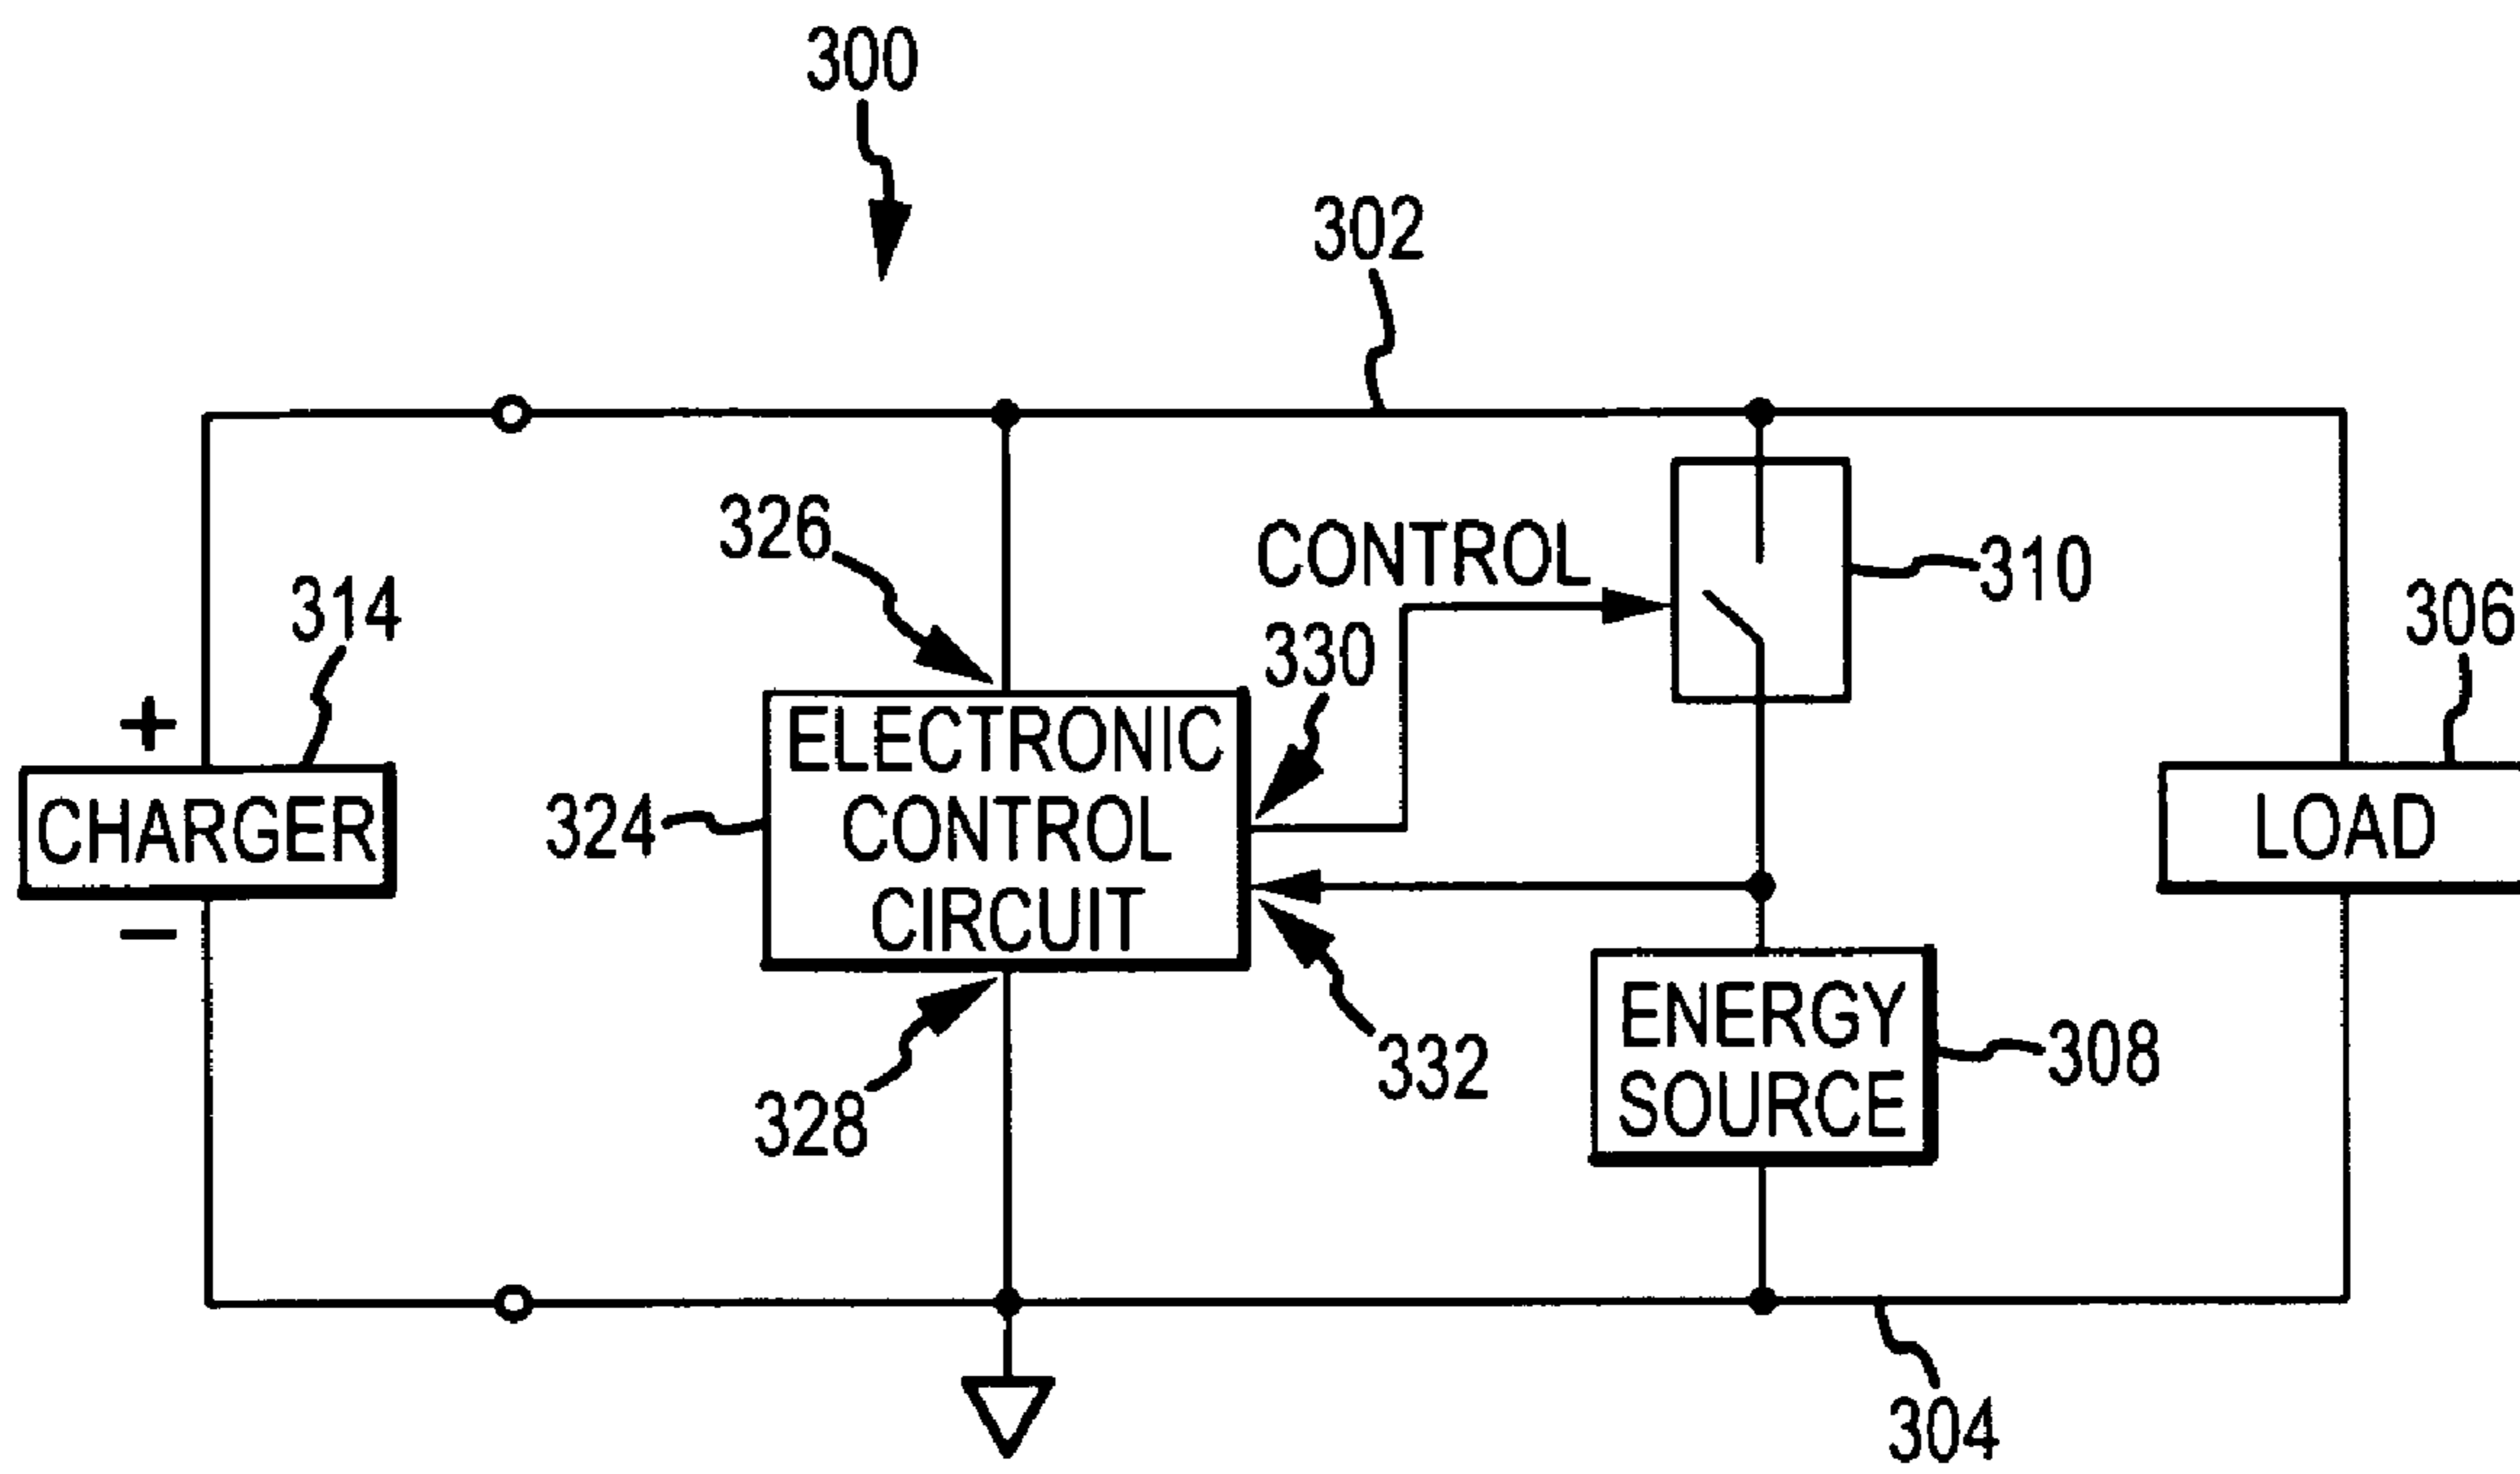 300
302
326
CONTROL
310
314
330
306
+
ELECTRONIC
CONTROL
CIRCUIT
324
CHARGER
LOAD
−
332
ENERGY
SOURCE
308
328
304